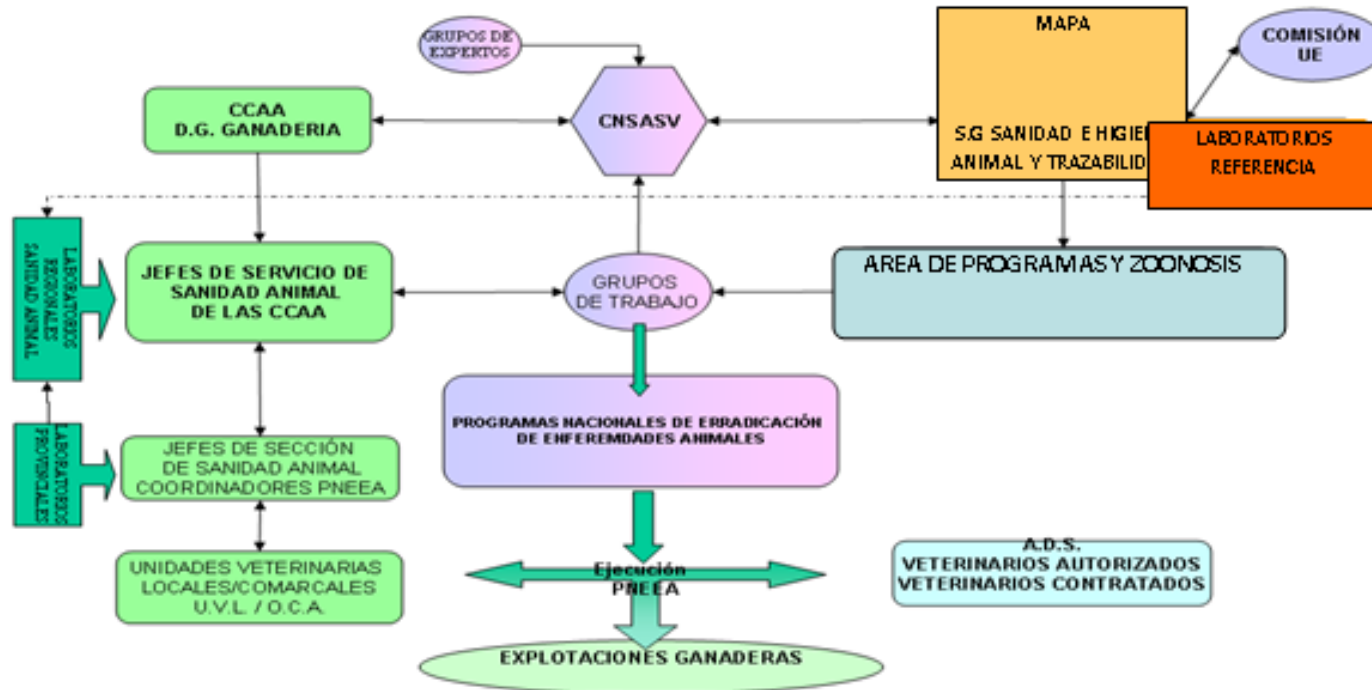 GRUPOS DE
EXPERTOS
MAPA
COMISIÓN
UE
CCAA
D.G. GANADERIA
CNSASV
S.G SANIDAD E HIGIEN
ANIMAL Y TRAZABILID
LABORATORIOS
REFERENCIA
LABORATORIOS
REGIONALES
SANIDAD ANIMAL
JEFES DE SERVICIO DE
SANIDAD ANIMAL
DE LAS CCAA
GRUPOS
DE TRABAJO
AREA DE PROGRAMAS Y ZOONOSIS
PROGRAMAS NACIONALES DE ERRADICACIÓN
DE ENFEREMDADES ANIMALES
LABORATORIOS
PROVINCIALES
JEFES DE SECCIÓN
DE SANIDAD ANIMAL
COORDINADORES PNEEA
UNIDADES VETERINARIAS
LOCALES/COMARCALES
U.V.L. / O.C.A.
Ejecución
PNEEA
A.D.S.
VETERINARIOS AUTORIZADOS
VETERINARIOS CONTRATADOS
EXPLOTACIONES GANADERAS